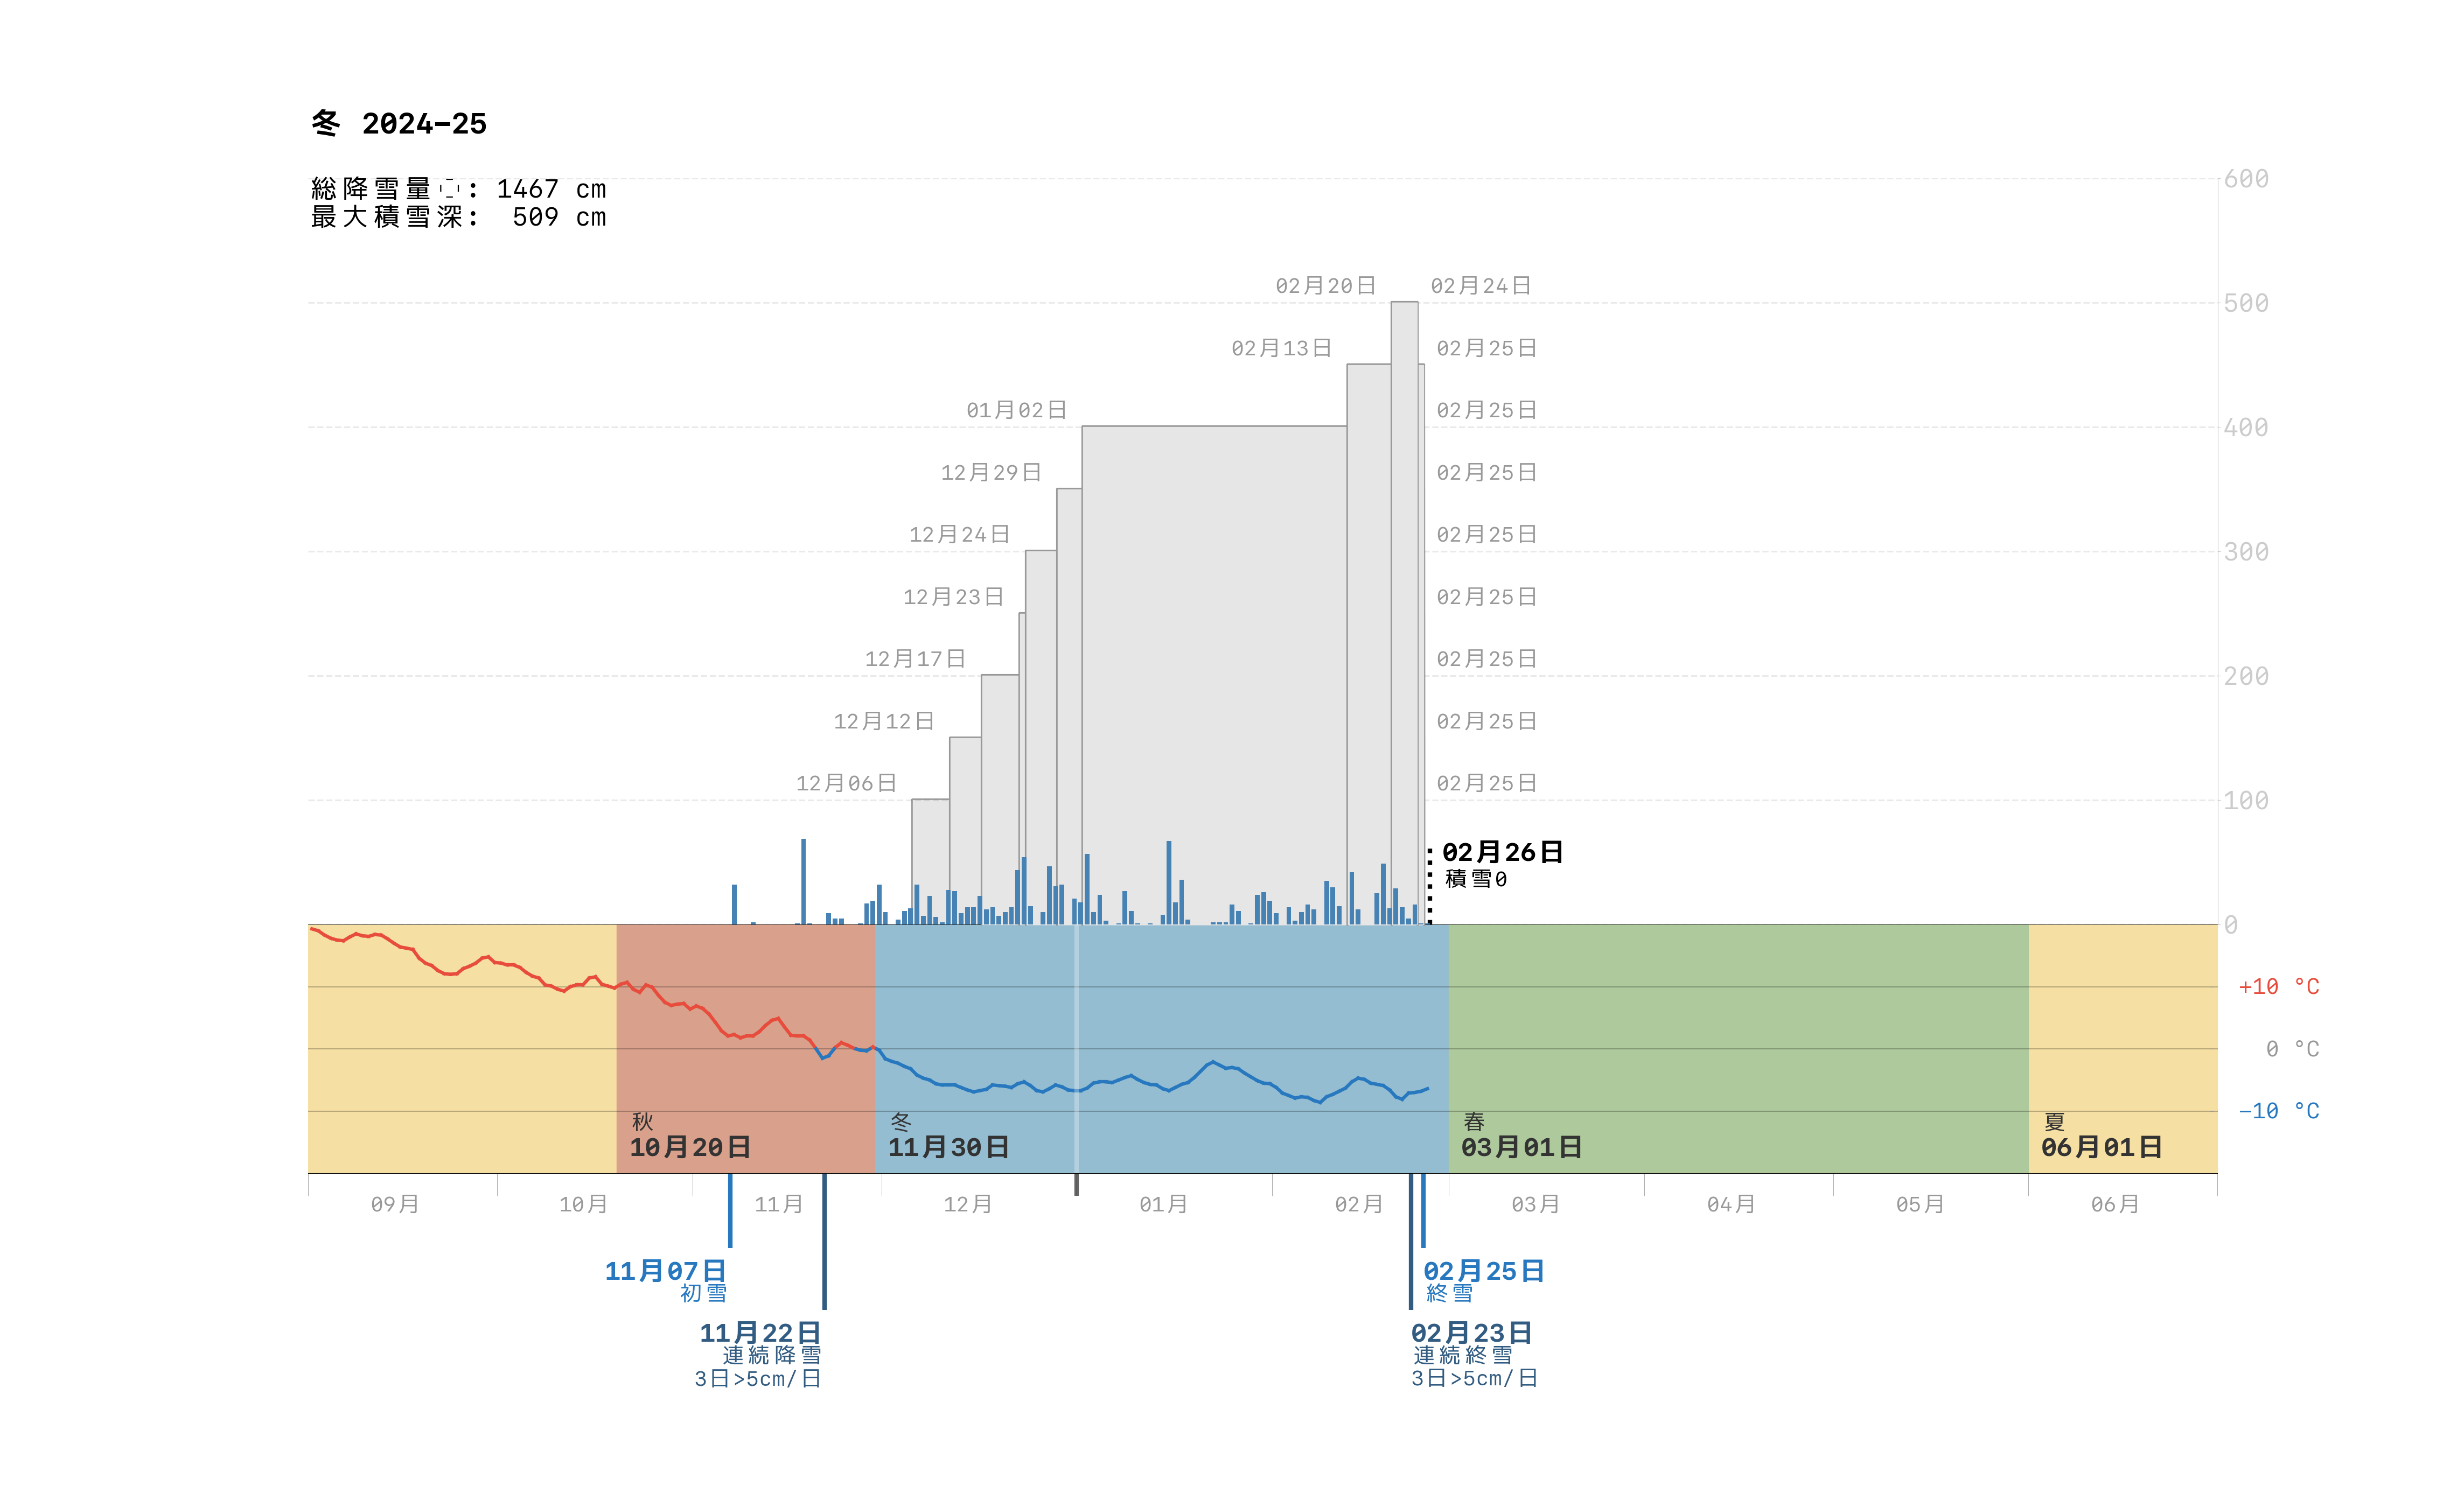 冬 2024−25
総降雪量: 1467 cm
最大積雪深: 509 cm
600
500
400
300
200
100
0
02月20日
02月24日
02月13日
02月25日
01月02日
02月25日
12月29日
02月25日
12月24日
02月25日
12月23日
02月25日
12月17日
02月25日
12月12日
02月25日
12月06日
02月25日
02月26日
積雪0
+10 °C
0 °C
−10 °C
秋
10月20日
冬
11月30日
春
03月01日
夏
06月01日
09月
10月
11月
12月
01月
02月
03月
04月
05月
06月
11月07日
初雪
02月25日
終雪
11月22日
連続降雪
3日>5cm/日
02月23日
連続終雪
3日>5cm/日